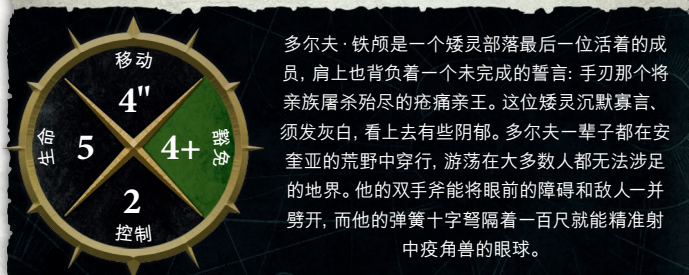 移动
4"
生命
5
4+
豁免
2
控制
多尔夫·铁颅是一个矮灵部落最后一位活着的成
员, 肩上也背负着一个未完成的誓言: 手刃那个将
亲族屠杀殆尽的疮痛亲王。这位矮灵沉默寡言、
须发灰白, 看上去有些阴郁。多尔夫一辈子都在安
奎亚的荒野中穿行, 游荡在大多数人都无法涉足
的地界。他的双手斧能将眼前的障碍和敌人一并
劈开, 而他的弹簧十字弩隔着一百尺就能精准射
中疫角兽的眼球。